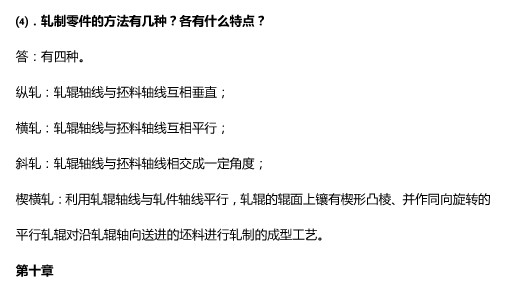 (4)．轧制零件的方法有几种？各有什么特点？
答：有四种。
纵轧：轧辊轴线与坯料轴线互相垂直；
横轧：轧辊轴线与坯料轴线互相平行；
斜轧：轧辊轴线与坯料轴线相交成一定角度；
楔横轧：利用轧辊轴线与轧件轴线平行，轧辊的辊面上镶有楔形凸棱、并作同向旋转的
平行轧辊对沿轧辊轴向送进的坯料进行轧制的成型工艺。
第十章